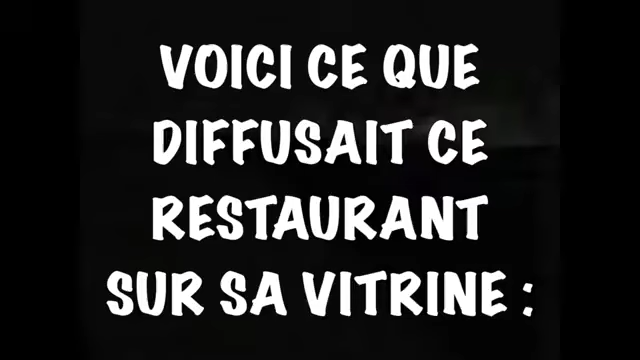 VOICI CE QUE
DIFFUSAIT CE
RESTAURANT
SUR SA VITRINE :